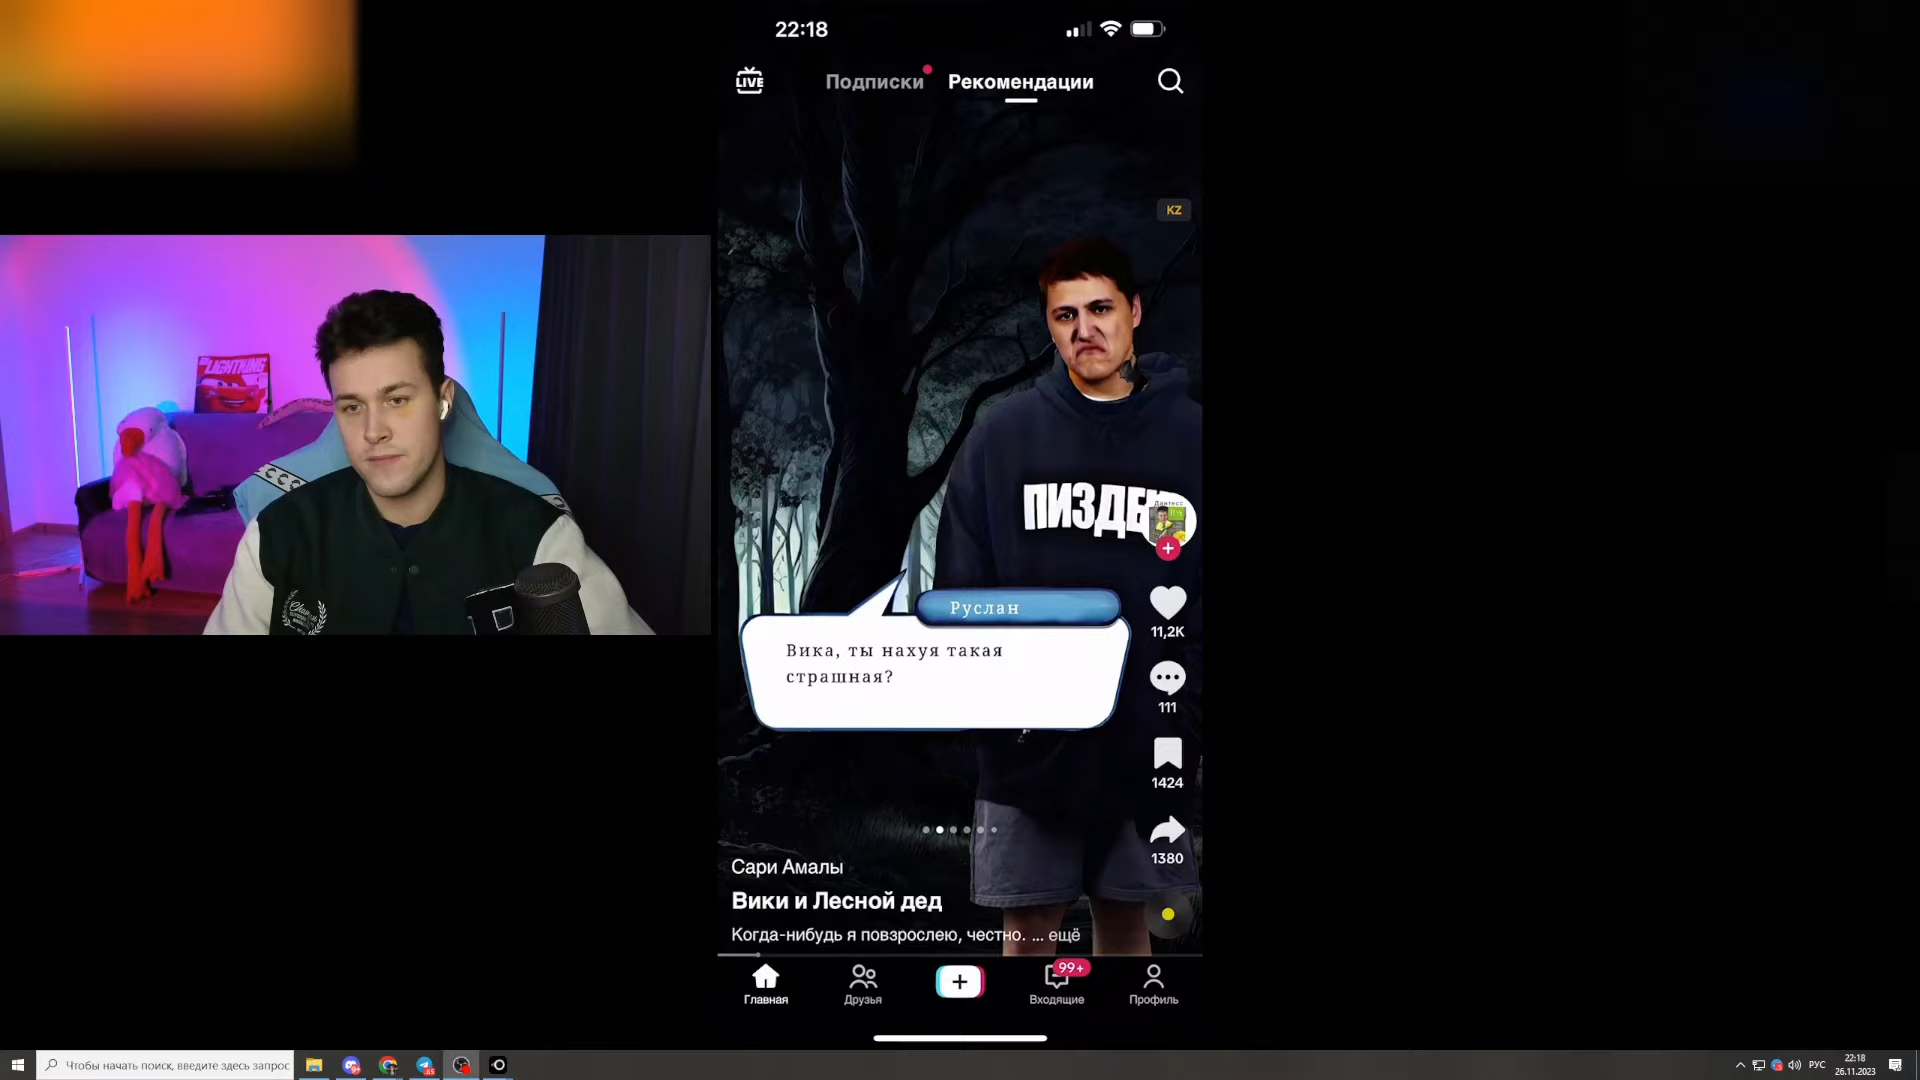 22:18
LIVE
Подписки
Рекомендации
KZ
LIGHTNING
ПИЗДЕ
Дантесс
Руслан
Вика, ты нахуя такая
страшная?
11,2K
111
1424
1380
Сари Амалы
Вики и Лесной дед
Когда-нибудь я повзрослею, честно. ... ещё
99+
Главная
Друзья
Входящие
Профиль
Чтобы начать поиск, введите здесь запрос
РУС
22:18
26.11.2023